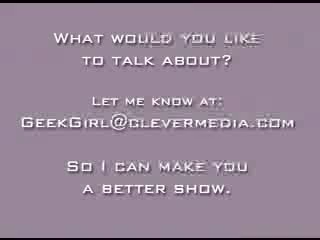 What would you like
to talk about?
Let me know at:
GeekGirl@clevermedia.com
So I can make you
a better show.